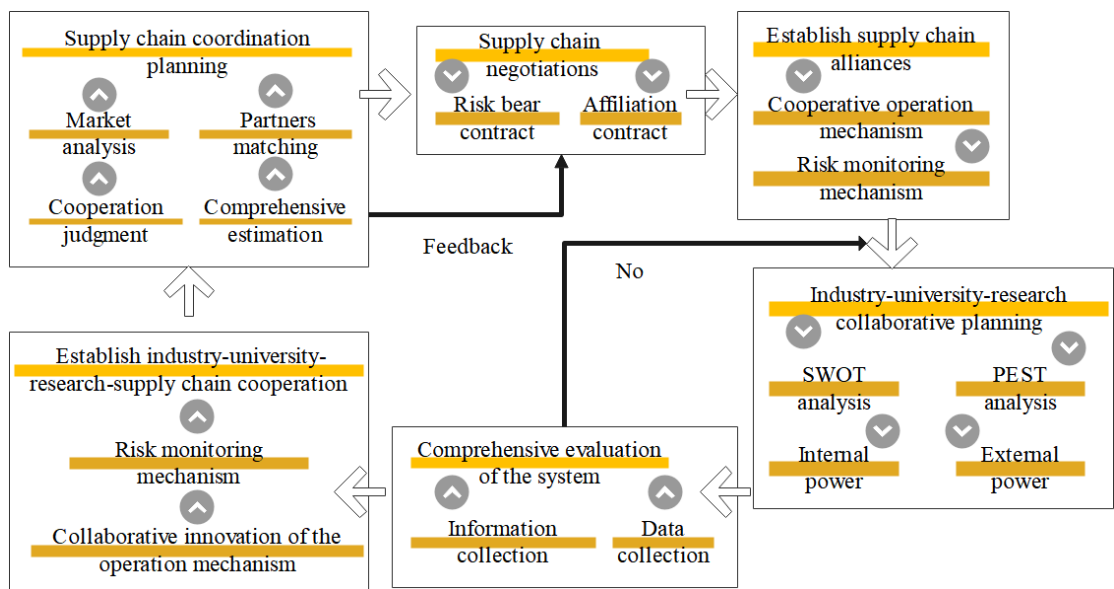 Supply chain coordination
planning
Market
analysis
Partners
matching
Cooperation
judgment
Comprehensive
estimation
Supply chain
negotiations
Risk bear
contract
Affiliation
contract
Establish supply chain
alliances
Cooperative operation
mechanism
Risk monitoring
mechanism
Feedback
No
Industry-university-research
collaborative planning
SWOT
analysis
PEST
analysis
Internal
power
External
power
Comprehensive evaluation
of the system
Information
collection
Data
collection
Establish industry-university-
research-supply chain cooperation
Risk monitoring
mechanism
Collaborative innovation of the
operation mechanism